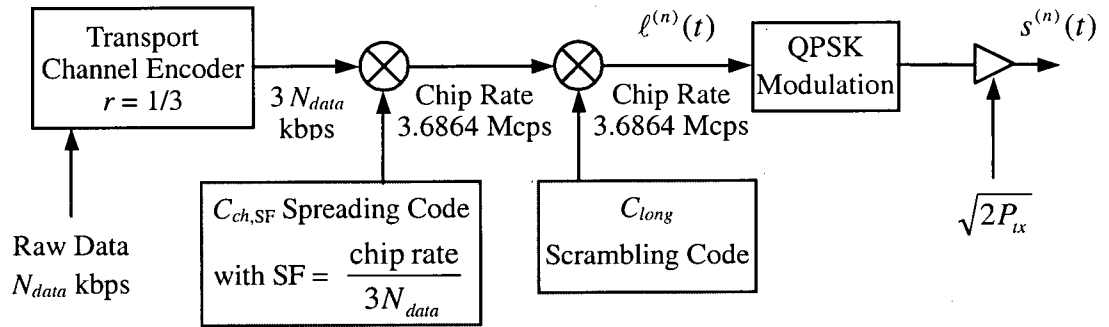 Transport
Channel Encoder
r = 1/3
3 N_data
kbps
Chip Rate
3.6864 Mcps
ℓ^(n)(t)
Chip Rate
3.6864 Mcps
QPSK
Modulation
s^(n)(t)
Raw Data
N_data kbps
C_ch,SF Spreading Code
with SF = chip rate
3N_data
C_long
Scrambling Code
√2P_tx